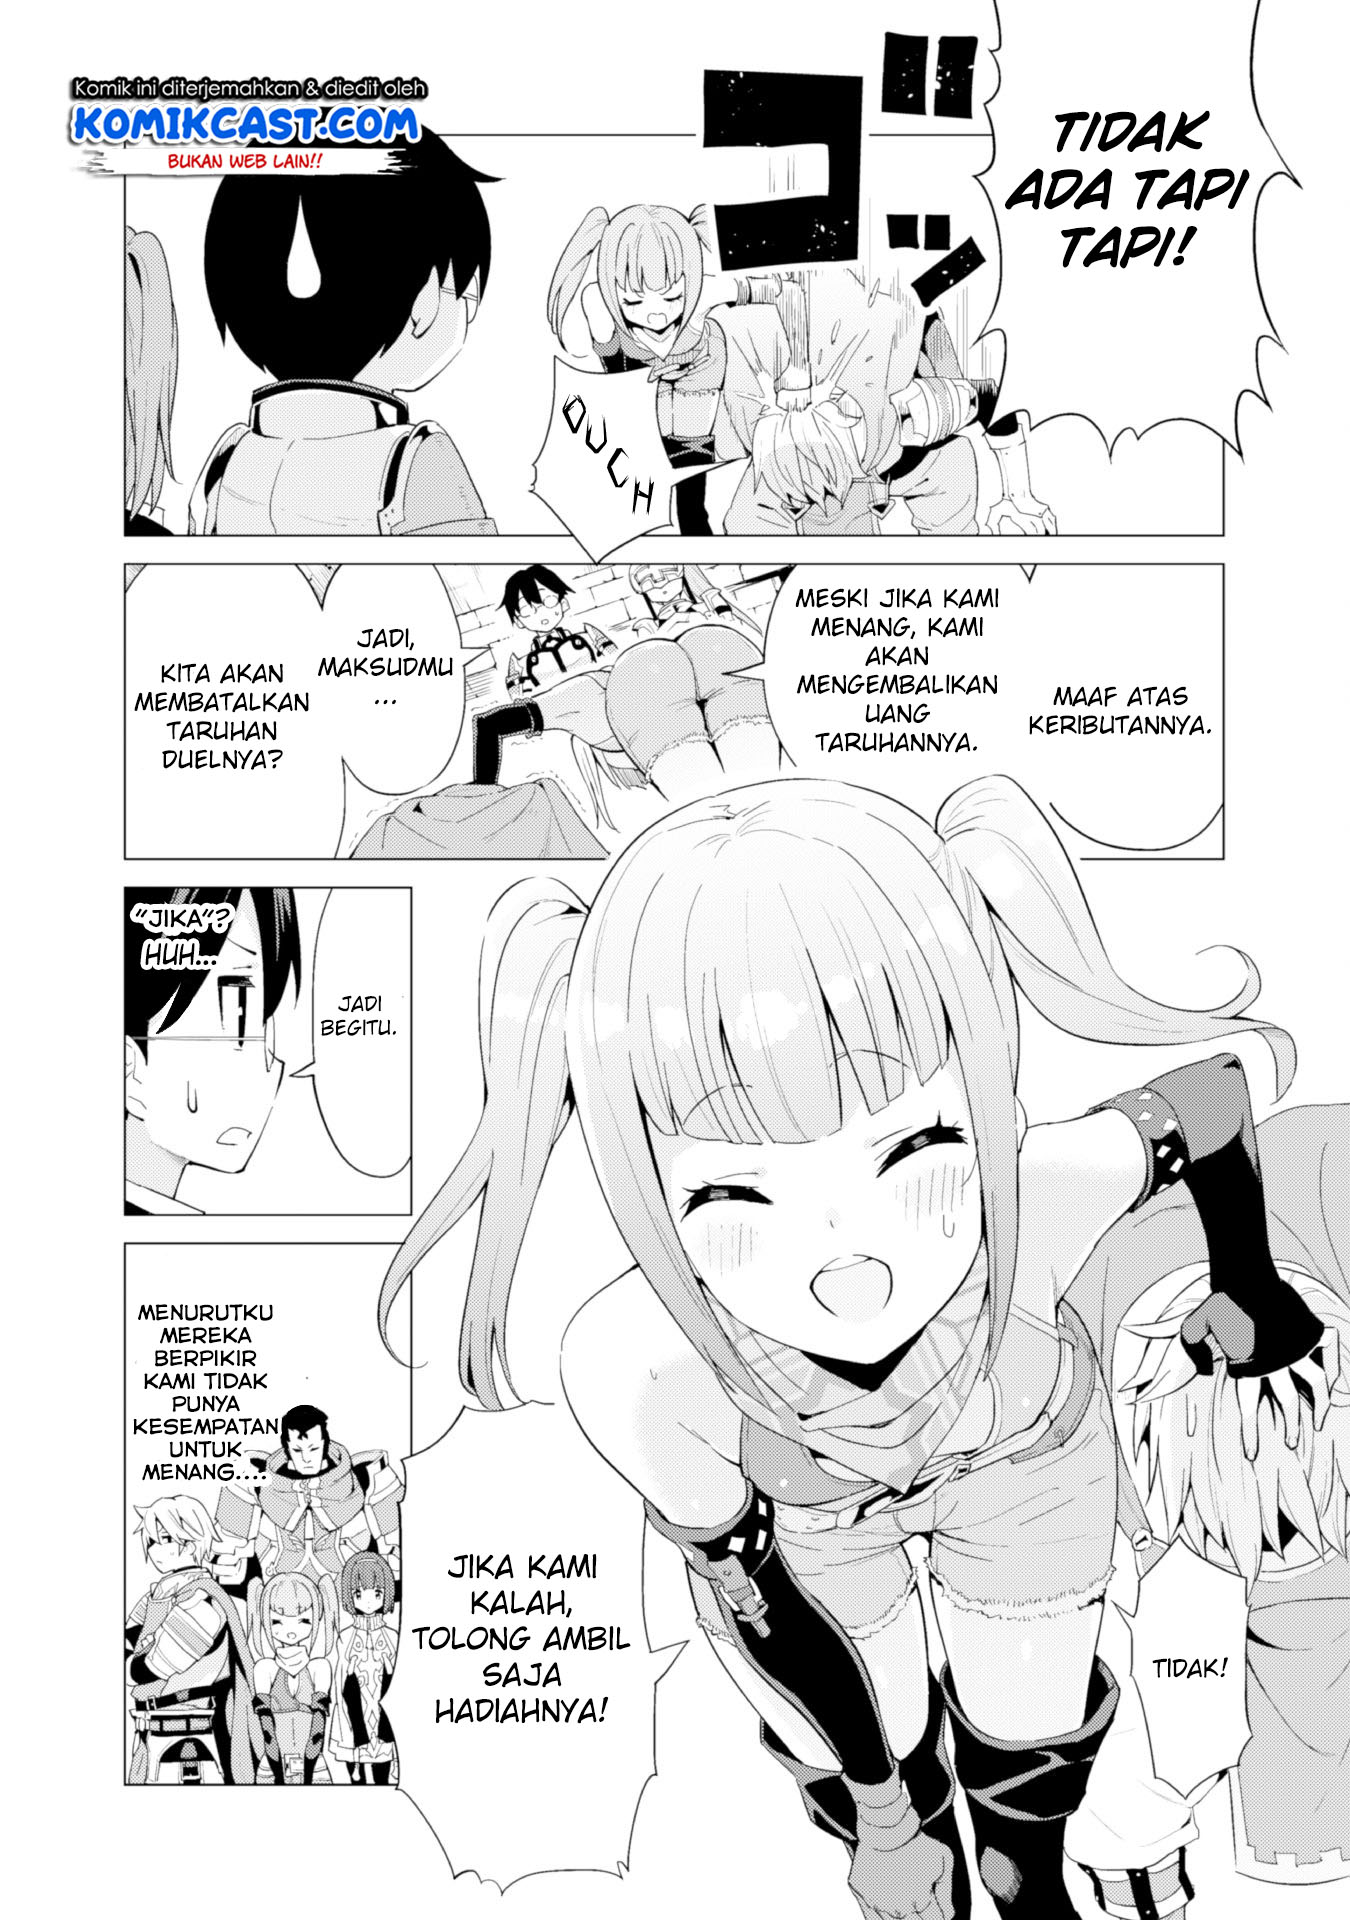 Komik ini diterjemahkan & diedit oleh
KOMIKCAST.COM
BUKAN WEB LAIN!!
TIDAK
ADA TAPI
TAPI!
ゴ"
OUCH
MAAF ATAS
KERIBUTANNYA.
MESKI JIKA KAMI
MENANG, KAMI
AKAN
MENGEMBALIKAN
UANG
TARUHANNYA.
JADI,
MAKSUDMU
...
KITA AKAN
MEMBATALKAN
TARUHAN
DUELNYA?
JADI
BEGITU.
"JIKA"?
HUH...
TIDAK!
JIKA KAMI
KALAH,
TOLONG AMBIL
SAJA
HADIAHNYA!
MENURUTKU
MEREKA
BERPIKIR
KAMI TIDAK
PUNYA
KESEMPATAN
UNTUK
MENANG....